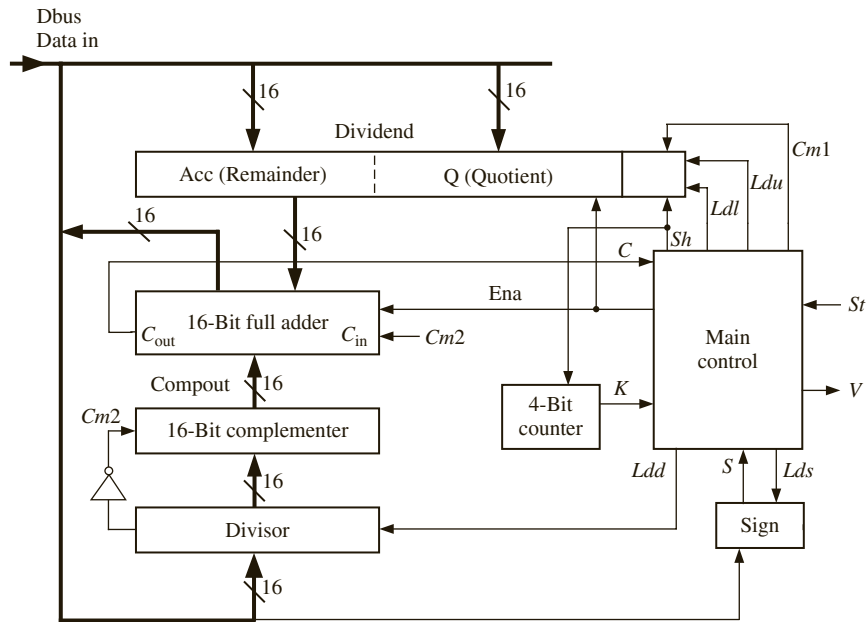 Dbus
Data in
16
16
Dividend
Acc (Remainder)
Q (Quotient)
Cm1
Ldu
Ldl
Sh
16
16
C
Ena
16-Bit full adder
Cout
Cin
Cm2
Main
control
St
V
Compout
16
Cm2
16-Bit complementer
4-Bit
counter
K
16
Ldd
S
Lds
Divisor
Sign
16